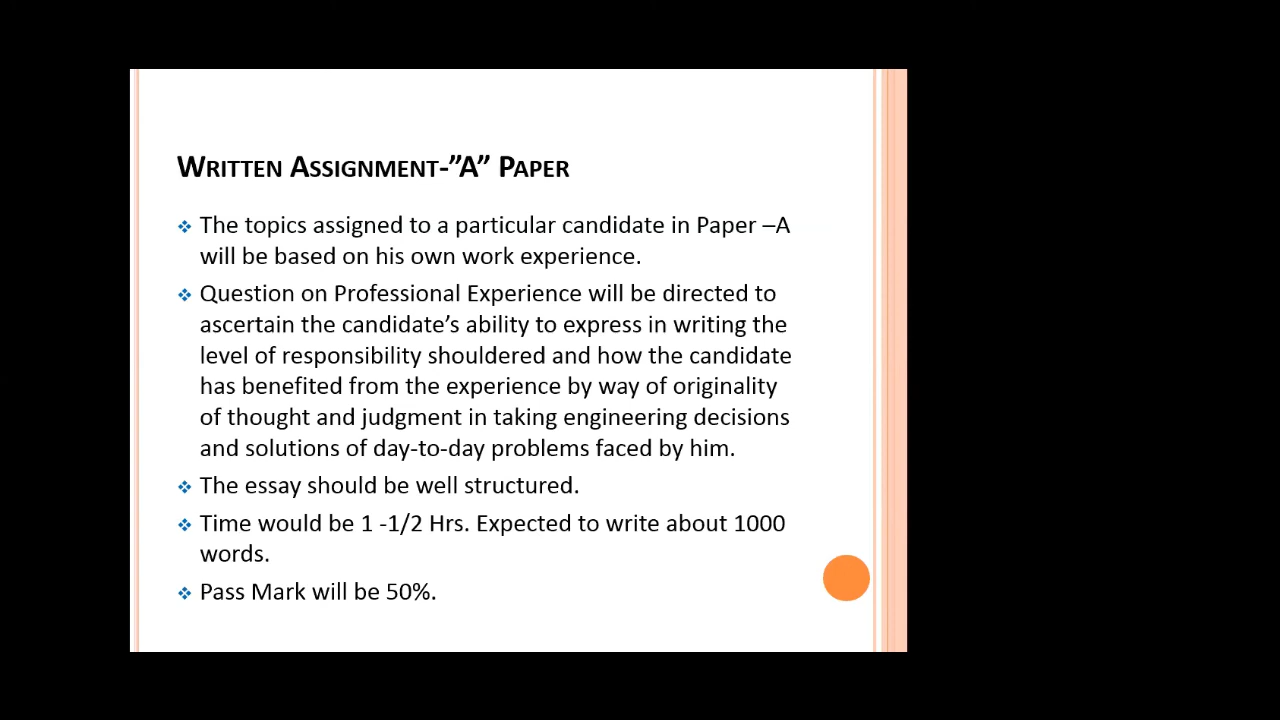 WRITTEN ASSIGNMENT-”A” PAPER
The topics assigned to a particular candidate in Paper –A
will be based on his own work experience.
Question on Professional Experience will be directed to
ascertain the candidate’s ability to express in writing the
level of responsibility shouldered and how the candidate
has benefited from the experience by way of originality
of thought and judgment in taking engineering decisions
and solutions of day-to-day problems faced by him.
The essay should be well structured.
Time would be 1 -1/2 Hrs. Expected to write about 1000
words.
Pass Mark will be 50%.